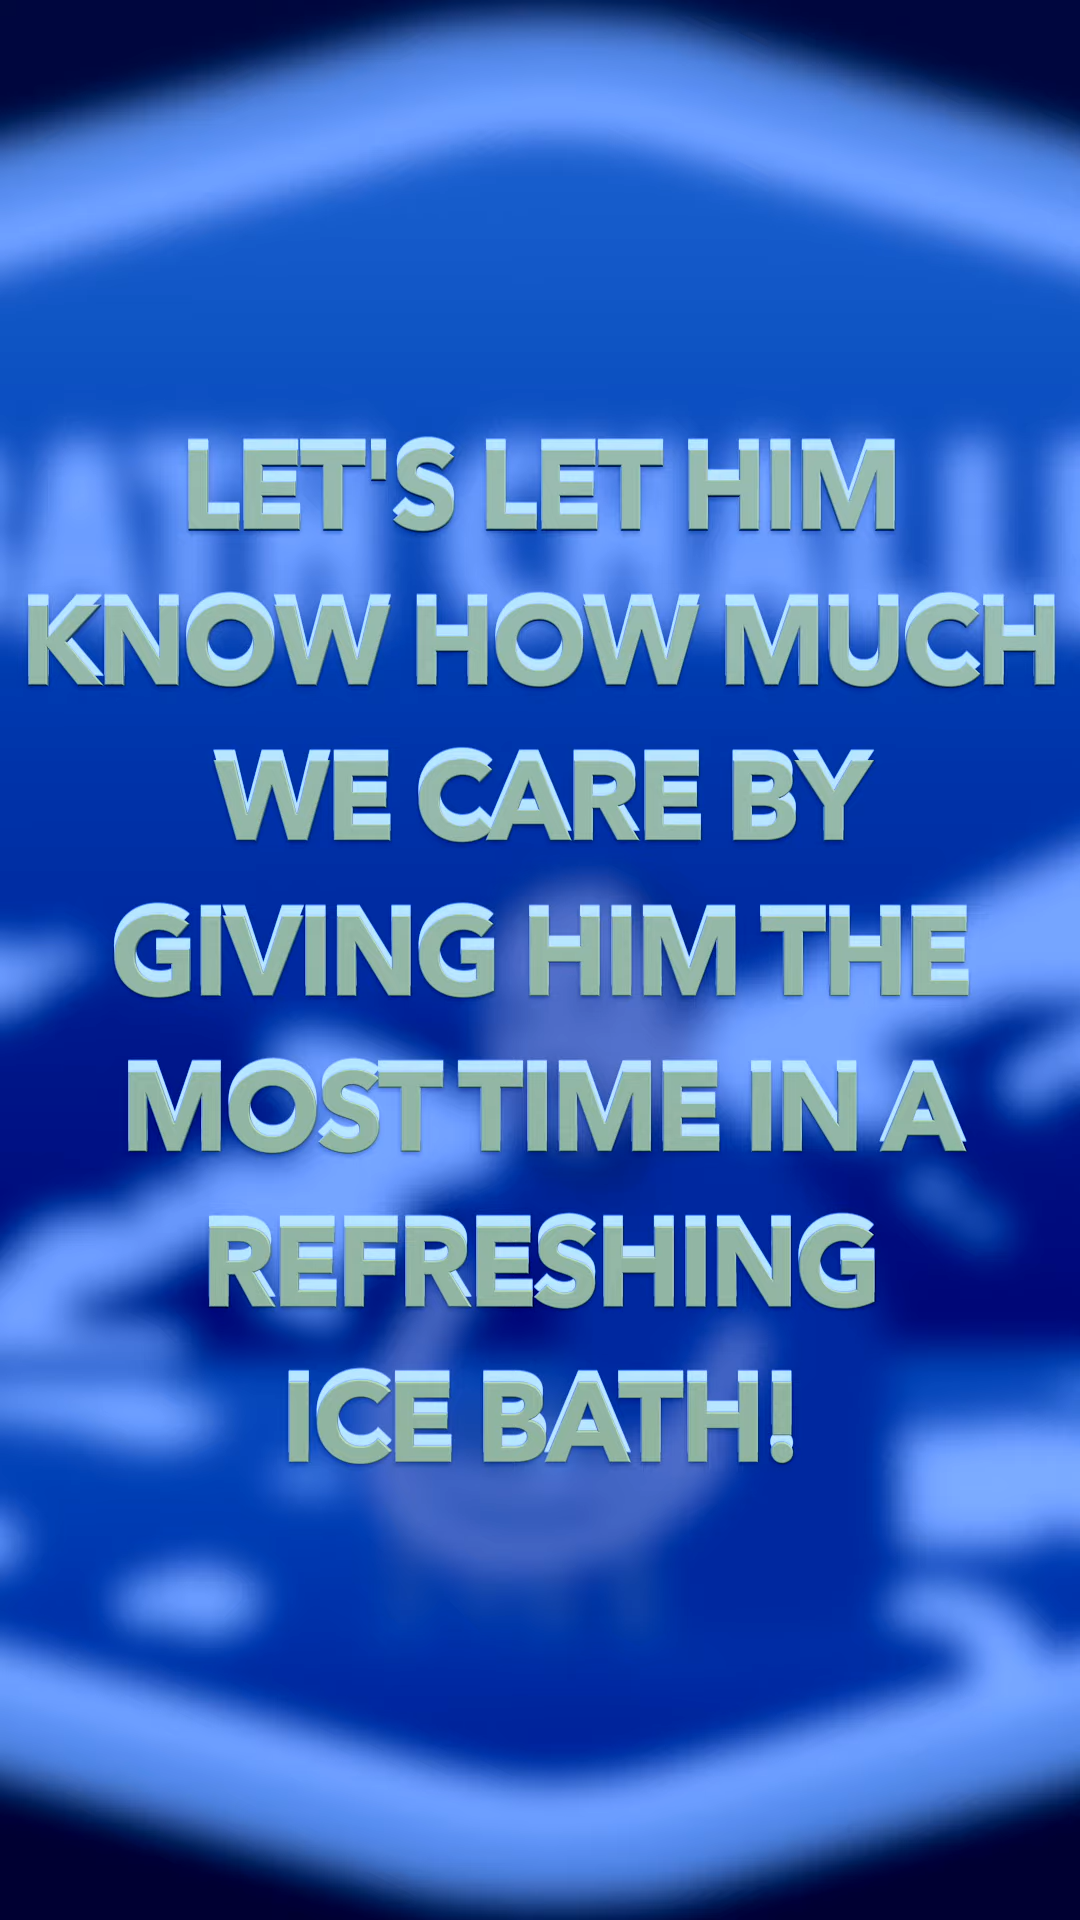 LET'S LET HIM
KNOW HOW MUCH
WE CARE BY
GIVING HIM THE
MOST TIME IN A
REFRESHING
ICE BATH!